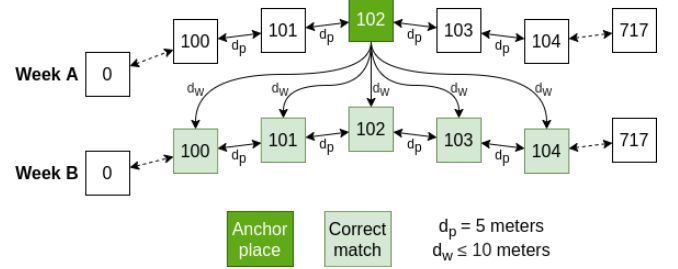 Week A
0
100
101
102
103
104
717
dp
dp
dp
dp
dw
dw
dw
dw
dw
Week B
0
100
101
102
103
104
717
dp
dp
dp
dp
Anchor
place
Correct
match
dp = 5 meters
dw ≤ 10 meters